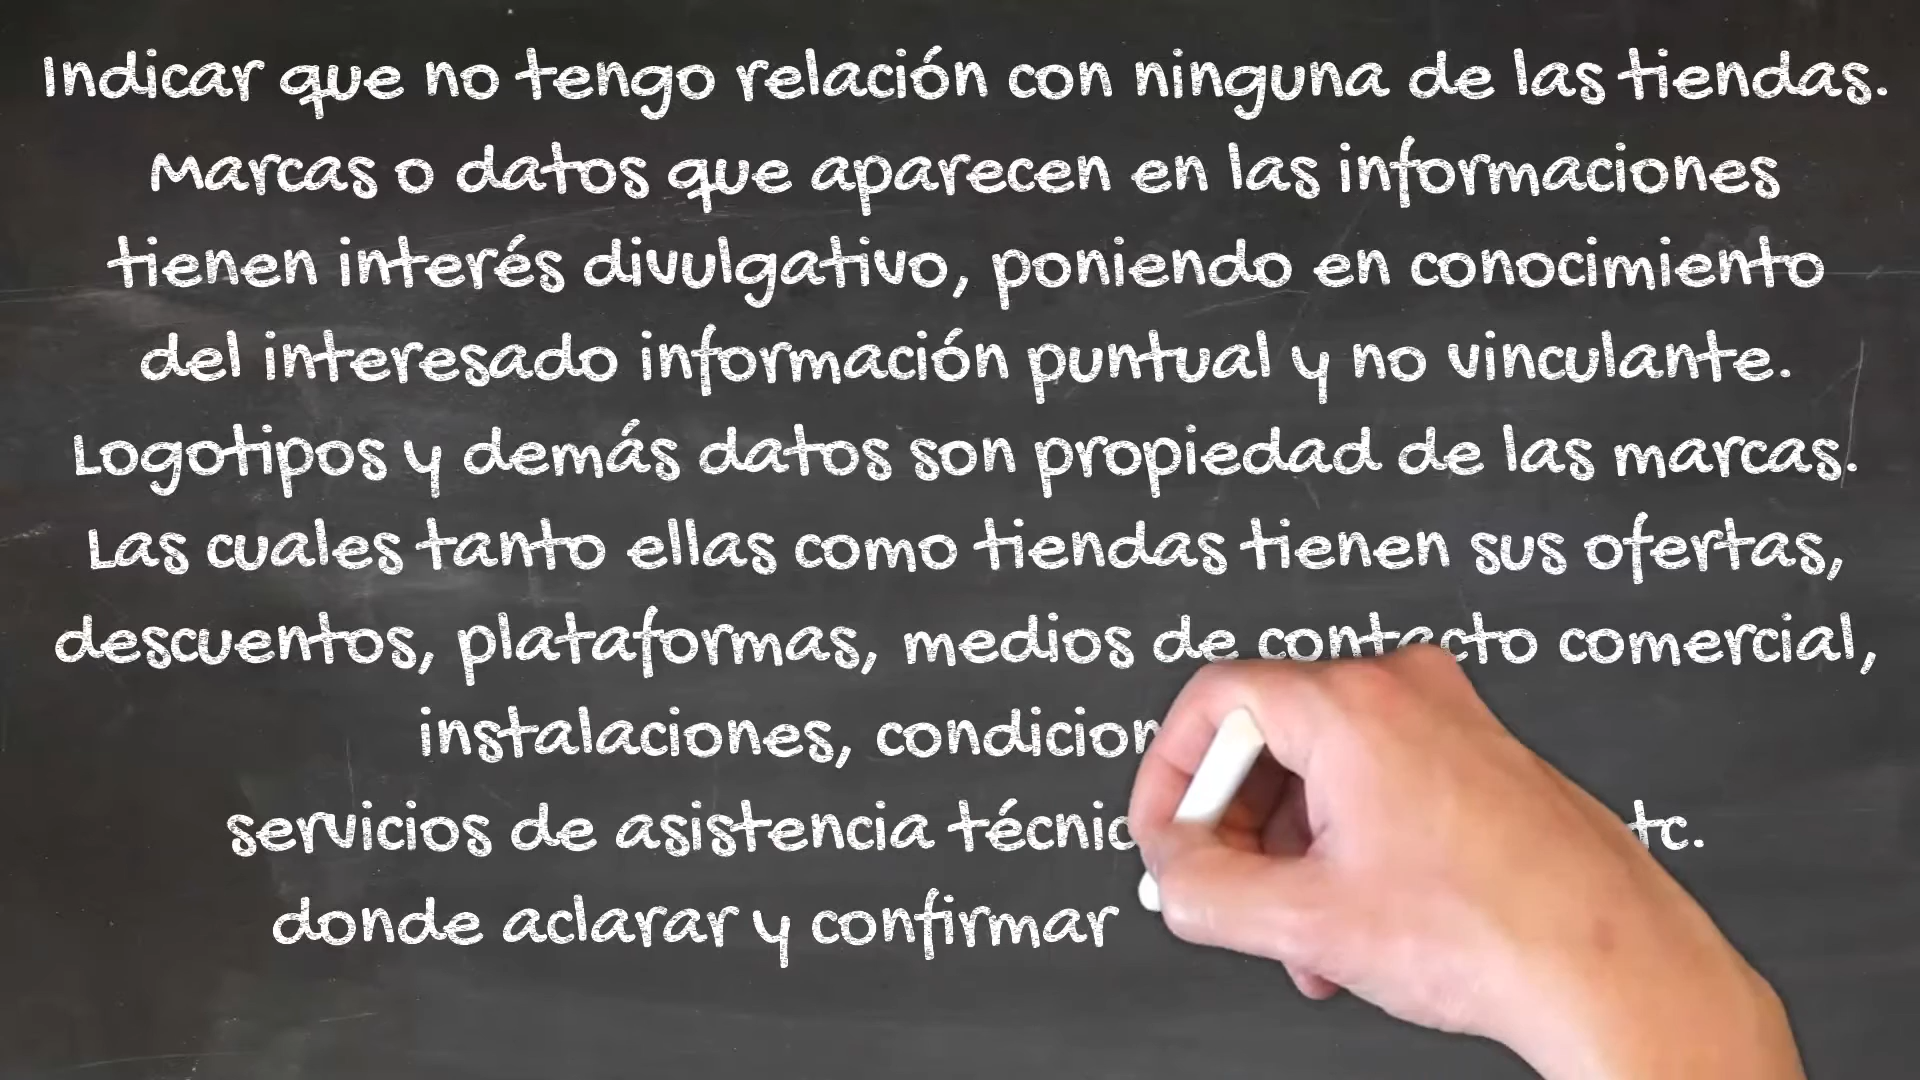 Indicar que no tengo relación con ninguna de las tiendas.
Marcas o datos que aparecen en las informaciones
tienen interés divulgativo, poniendo en conocimiento
del interesado información puntual y no vinculante.
Logotipos y demás datos son propiedad de las marcas.
Las cuales tanto ellas como tiendas tienen sus ofertas,
descuentos, plataformas, medios de contacto comercial,
instalaciones,
servicios de asistencia
donde aclarar y confirmar